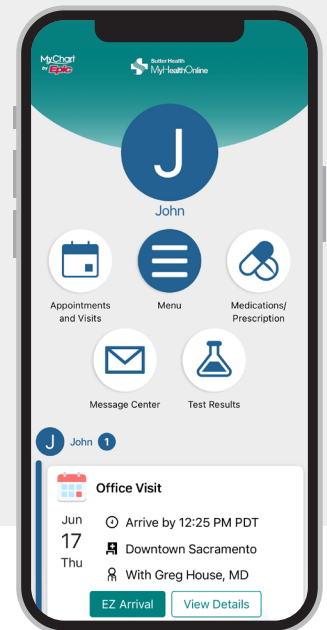 MyChart
by Epic
Sutter Health
MyHealthOnline
J
John
Appointments
and Visits
Menu
Medications/
Prescription
Message Center
Test Results
J John 1
Office Visit
Jun
17
Thu
Arrive by 12:25 PM PDT
Downtown Sacramento
With Greg House, MD
EZ Arrival
View Details